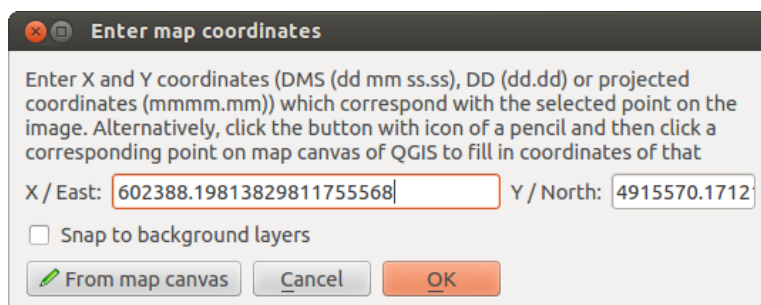 Enter map coordinates
Enter X and Y coordinates (DMS (dd mm ss.ss), DD (dd.dd) or projected
coordinates (mmmm.mm)) which correspond with the selected point on the
image. Alternatively, click the button with icon of a pencil and then click a
corresponding point on map canvas of QGIS to fill in coordinates of that
X / East: 602388.19813829811755568 Y / North: 4915570.1712
Snap to background layers
From map canvas Cancel OK